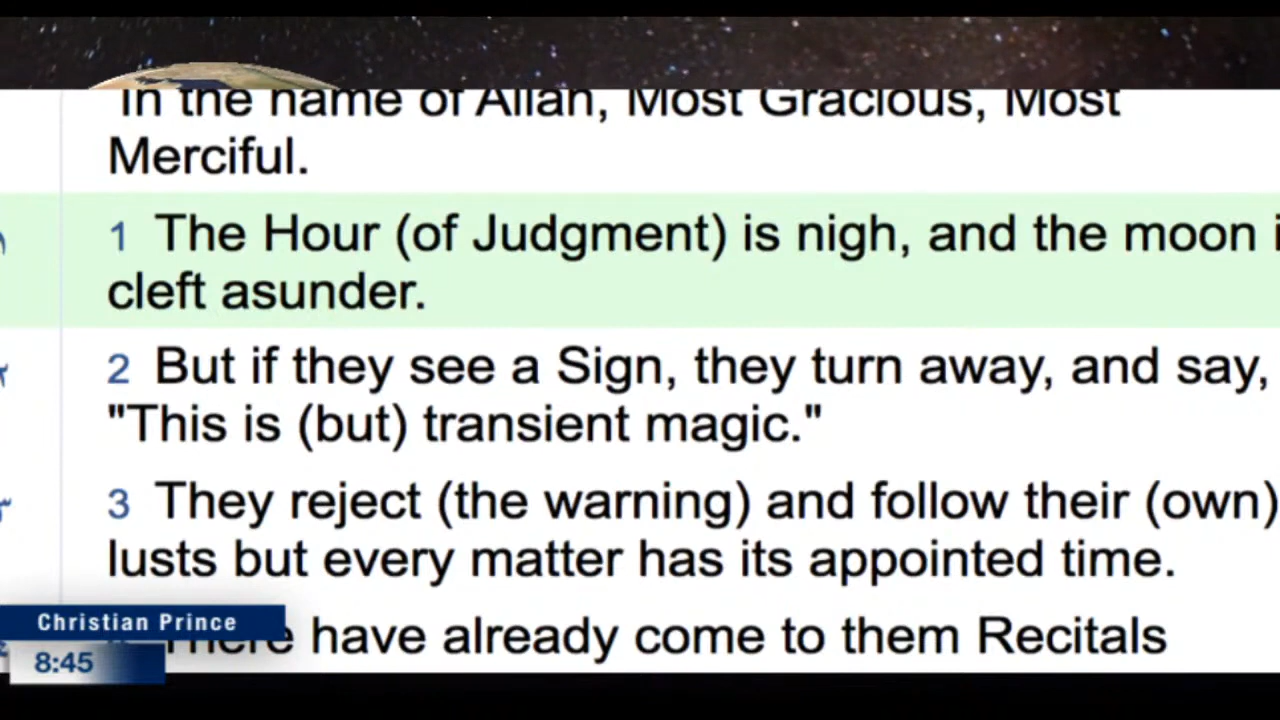 In the name of Allah, Most Gracious, Most
Merciful.
1 The Hour (of Judgment) is nigh, and the moon
cleft asunder.
2 But if they see a Sign, they turn away, and say,
"This is (but) transient magic."
3 They reject (the warning) and follow their (own)
lusts but every matter has its appointed time.
There have already come to them Recitals
Christian Prince
8:45